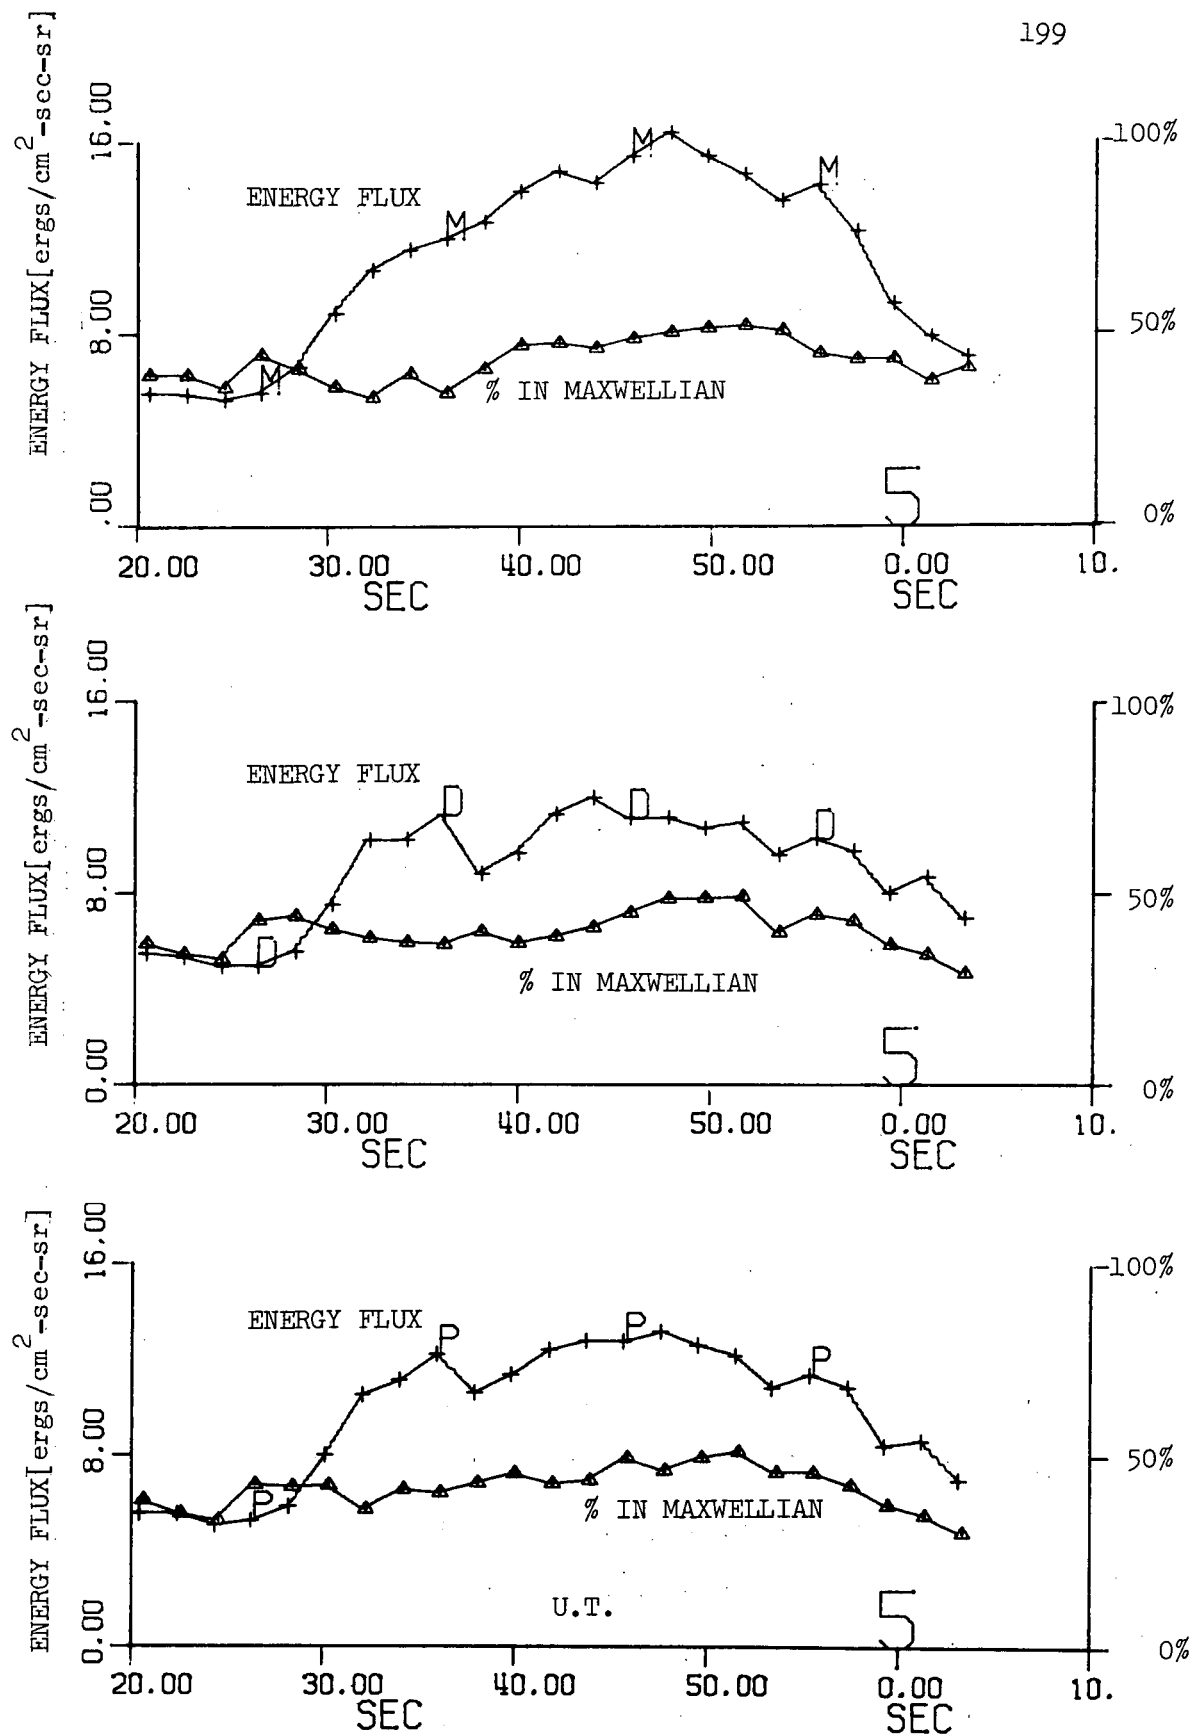 199
ENERGY FLUX[ergs/cm2-sec-sr]
16.00
8.00
.00
ENERGY FLUX
M
M
M
M
% IN MAXWELLIAN
100%
50%
0%
5
20.00 30.00 40.00 50.00 0.00 10.
SEC SEC
ENERGY FLUX[ergs/cm2-sec-sr]
16.00
8.00
0.00
ENERGY FLUX
D
D
D
D
% IN MAXWELLIAN
100%
50%
0%
5
20.00 30.00 40.00 50.00 0.00 10.
SEC SEC
ENERGY FLUX[ergs/cm2-sec-sr]
16.00
8.00
0.00
ENERGY FLUX
P
P
P
P
% IN MAXWELLIAN
100%
50%
0%
U.T.
5
20.00 30.00 40.00 50.00 0.00 10.
SEC SEC